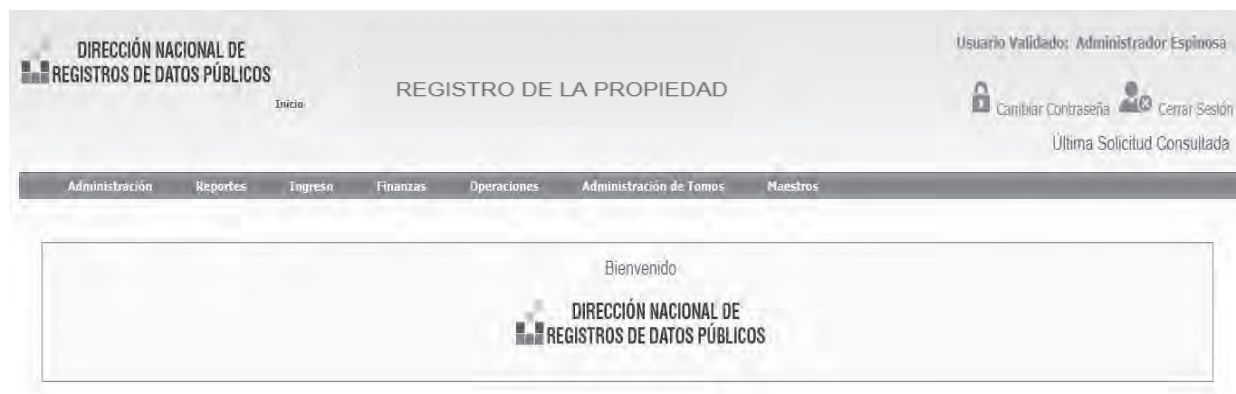 DIRECCIÓN NACIONAL DE
REGISTROS DE DATOS PÚBLICOS
Inicio
REGISTRO DE LA PROPIEDAD
Usuario Validado: Administrador Espinosa
Cambiar Contraseña Cerrar Sesión
Última Solicitud Consultada
Administración Reportes Ingreso Finanzas Operaciones Administración de Tomos Maestros
Bienvenido
DIRECCIÓN NACIONAL DE
REGISTROS DE DATOS PÚBLICOS